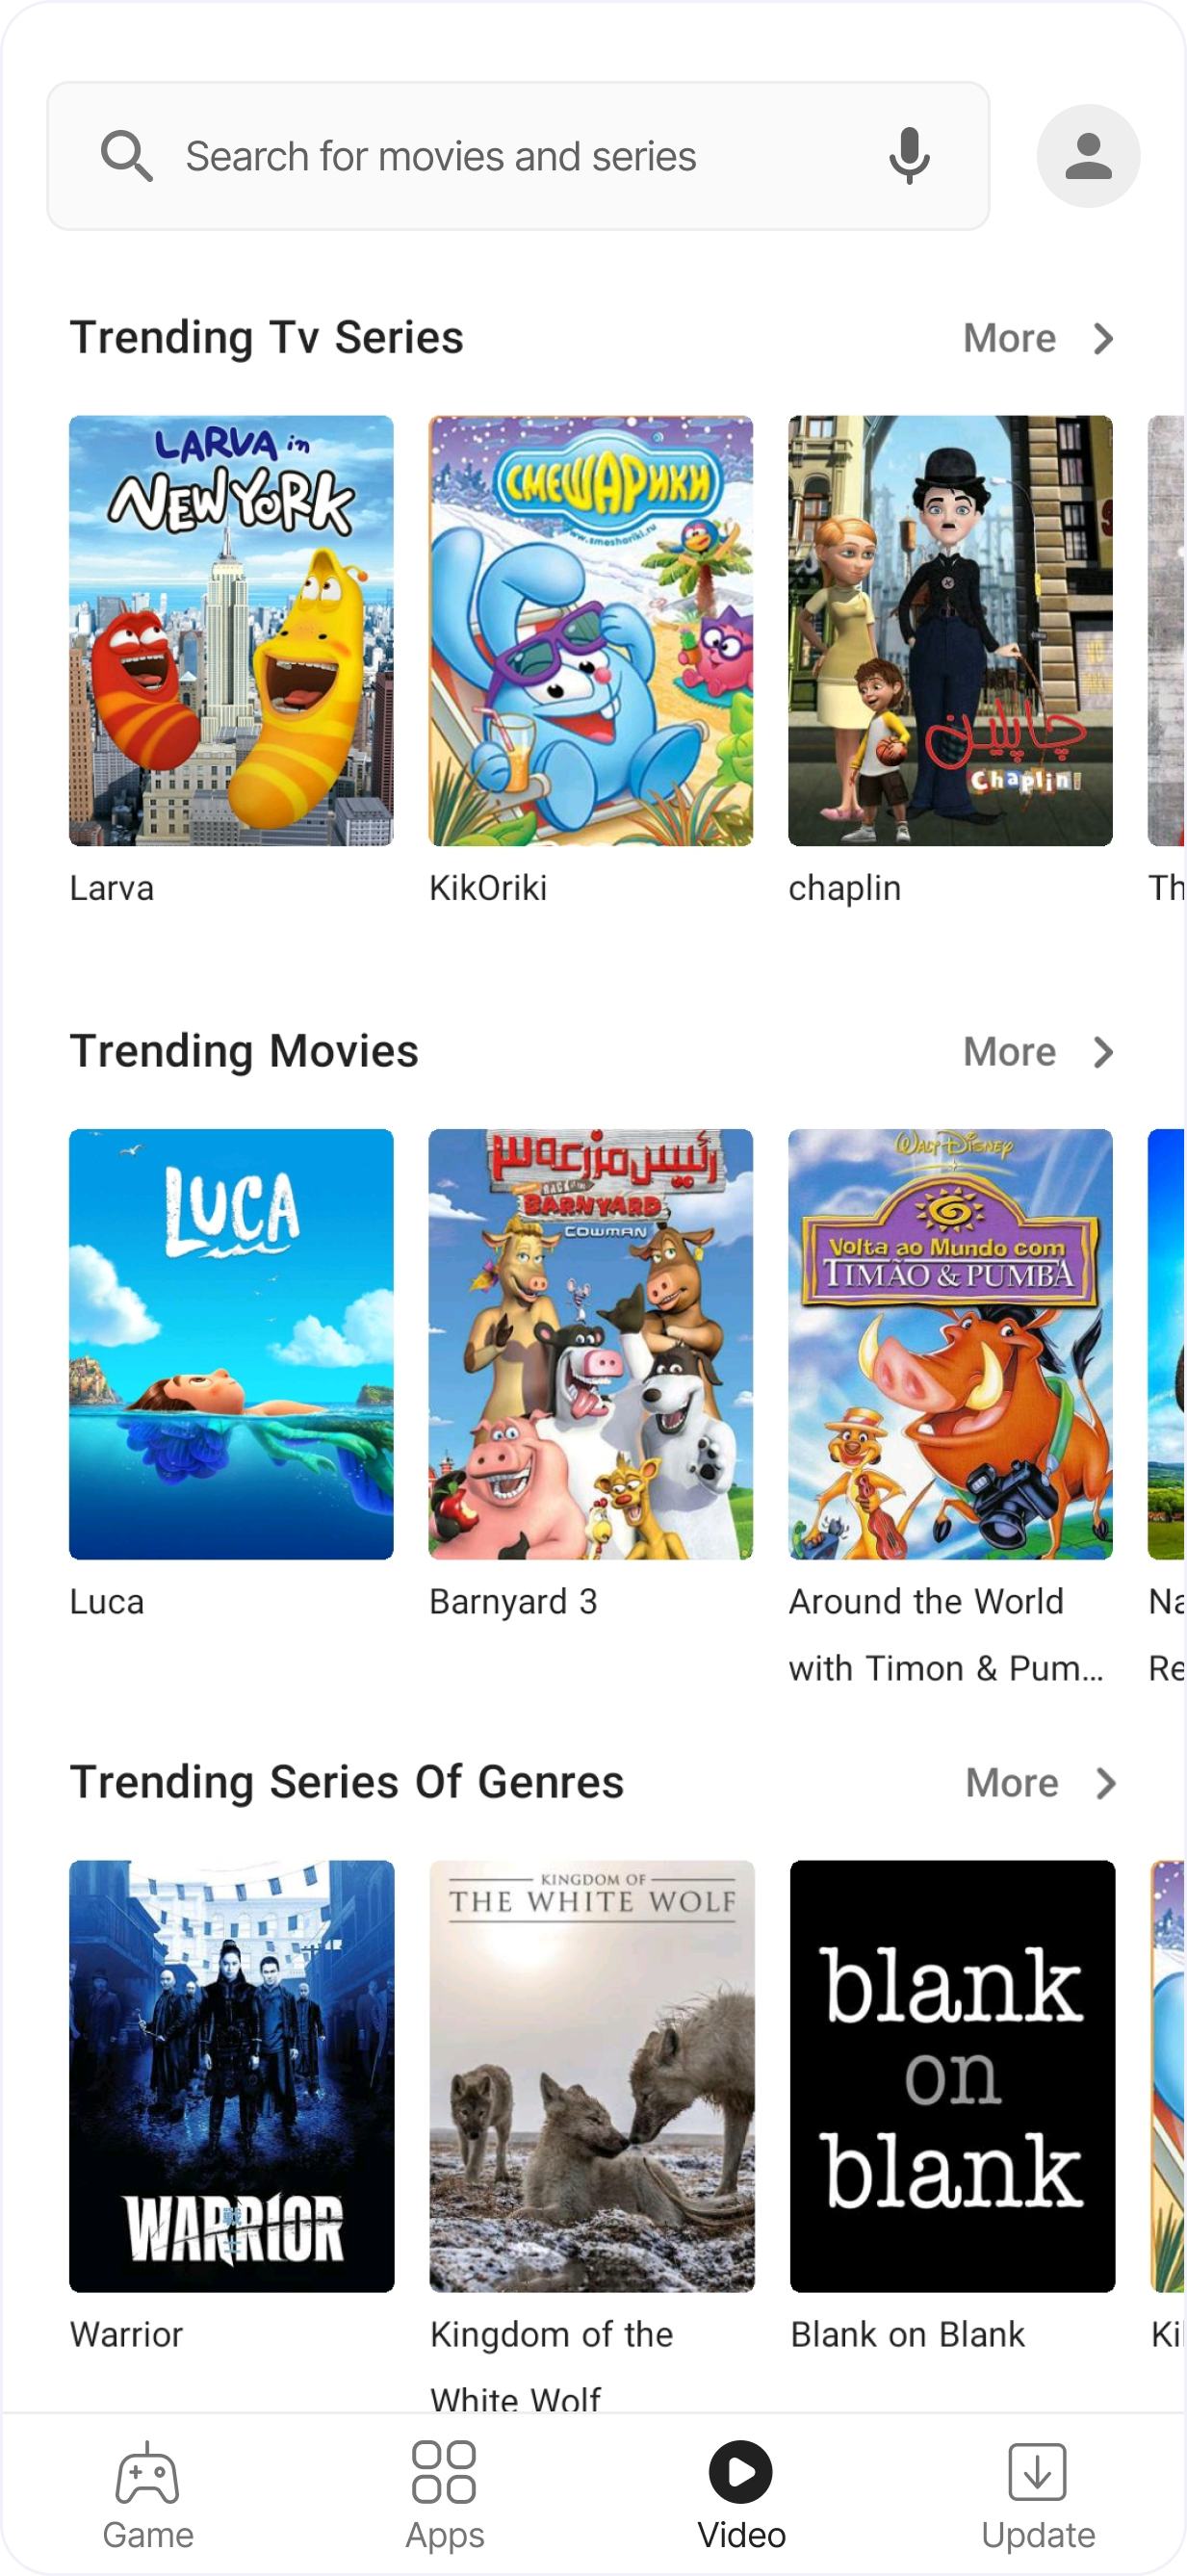 Search for movies and series
Trending Tv Series
More
LARVA in
NEW YORK
СМЕШАРИКИ
www.smeshariki.ru
چاپلین
Chaplin
Larva
KikOriki
chaplin
Th
Trending Movies
More
LUCA
رئیس مزرعه ۳
BACK AT THE
BARNYARD
COWMAN
WALT DISNEY
Volta ao Mundo com
TIMÃO & PUMBA
Luca
Barnyard 3
Around the World
with Timon & Pum...
Na
Re
Trending Series Of Genres
More
WARRIOR
KINGDOM OF
THE WHITE WOLF
blank
on
blank
Warrior
Kingdom of the
White Wolf
Blank on Blank
Ki
Game
Apps
Video
Update